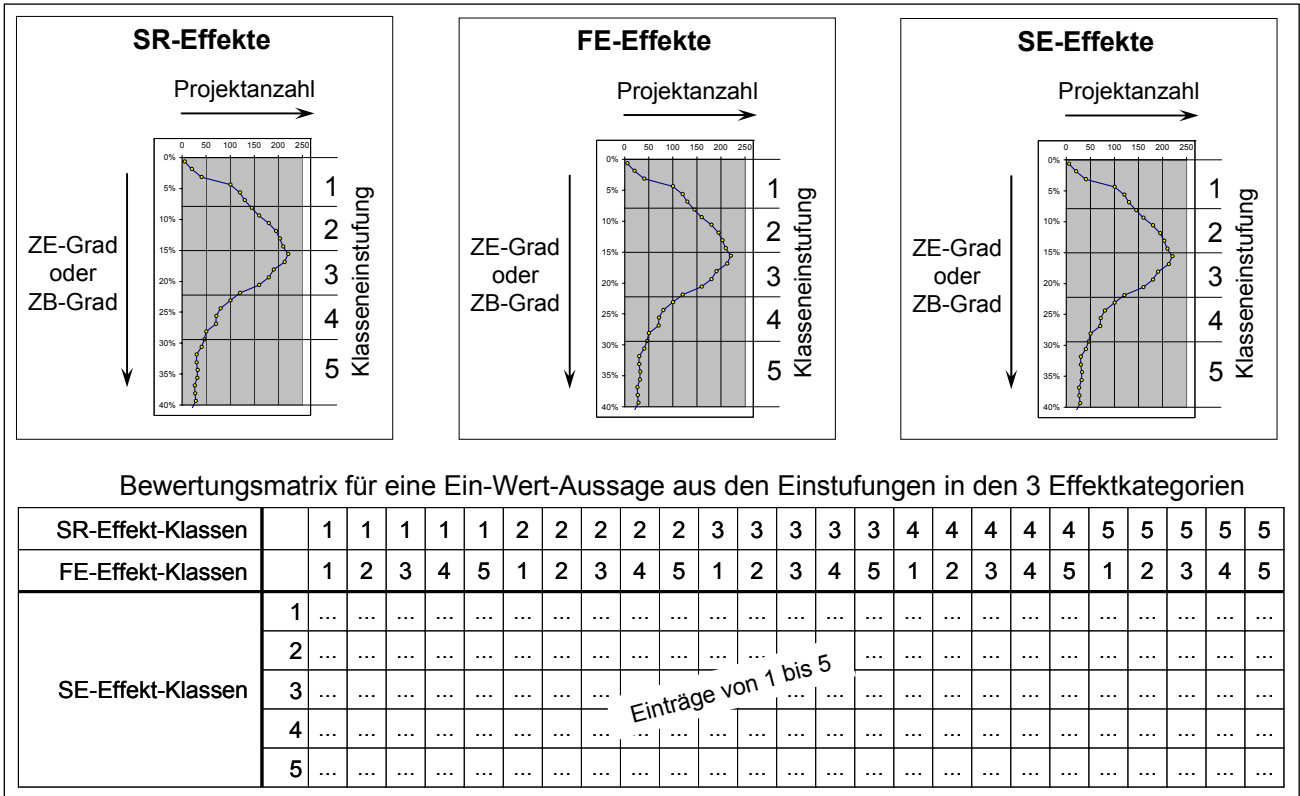 SR-Effekte
Projektanzahl
0 50 100 150 200 250
0%
5%
10%
15%
20%
25%
30%
35%
40%
ZE-Grad
oder
ZB-Grad
1
2
3
4
5
Klasseneinstufung
FE-Effekte
Projektanzahl
0 50 100 150 200 250
0%
5%
10%
15%
20%
25%
30%
35%
40%
ZE-Grad
oder
ZB-Grad
1
2
3
4
5
Klasseneinstufung
SE-Effekte
Projektanzahl
0 50 100 150 200 250
0%
5%
10%
15%
20%
25%
30%
35%
40%
ZE-Grad
oder
ZB-Grad
1
2
3
4
5
Klasseneinstufung
Bewertungsmatrix für eine Ein-Wert-Aussage aus den Einstufungen in den 3 Effektkategorien
SR-Effekt-Klassen 1 1 1 1 1 2 2 2 2 2 3 3 3 3 3 4 4 4 4 4 5 5 5 5 5
FE-Effekt-Klassen 1 2 3 4 5 1 2 3 4 5 1 2 3 4 5 1 2 3 4 5 1 2 3 4 5
SE-Effekt-Klassen
1 ... ... ... ... ... ... ... ... ... ... ... ... ... ... ... ... ... ... ... ... ... ... ... ... ...
2 ... ... ... ... ... ... ... ... ... ... ... ... ... ... ... ... ... ... ... ... ... ... ...
3 ... ... ... ... ... ... ... ... ... ... ... ... ... ... ... ... ... ... ... ...
4 ... ... ... ... ... ... ... ... ... ... ... ... ... ... ... ... ... ... ... ... ... ... ... ... ...
5 ... ... ... ... ... ... ... ... ... ... ... ... ... ... ... ... ... ... ... ... ... ... ... ... ...
Einträge von 1 bis 5